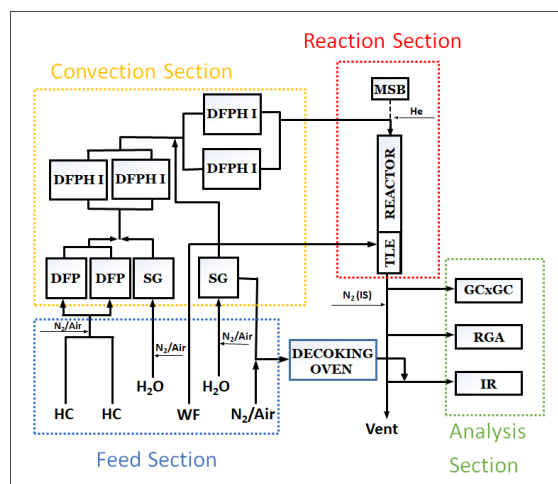 Reaction Section
Convection Section
MSB
He
DFPH I
DFPH I
DFPH I
DFPH I
REACTOR
TLE
DFP
DFP
SG
SG
N₂(IS)
GCxGC
N₂/Air
N₂/Air
N₂/Air
RGA
DECOKING
OVEN
IR
H₂O
H₂O
HC
HC
WF
N₂/Air
Vent
Feed Section
Analysis
Section